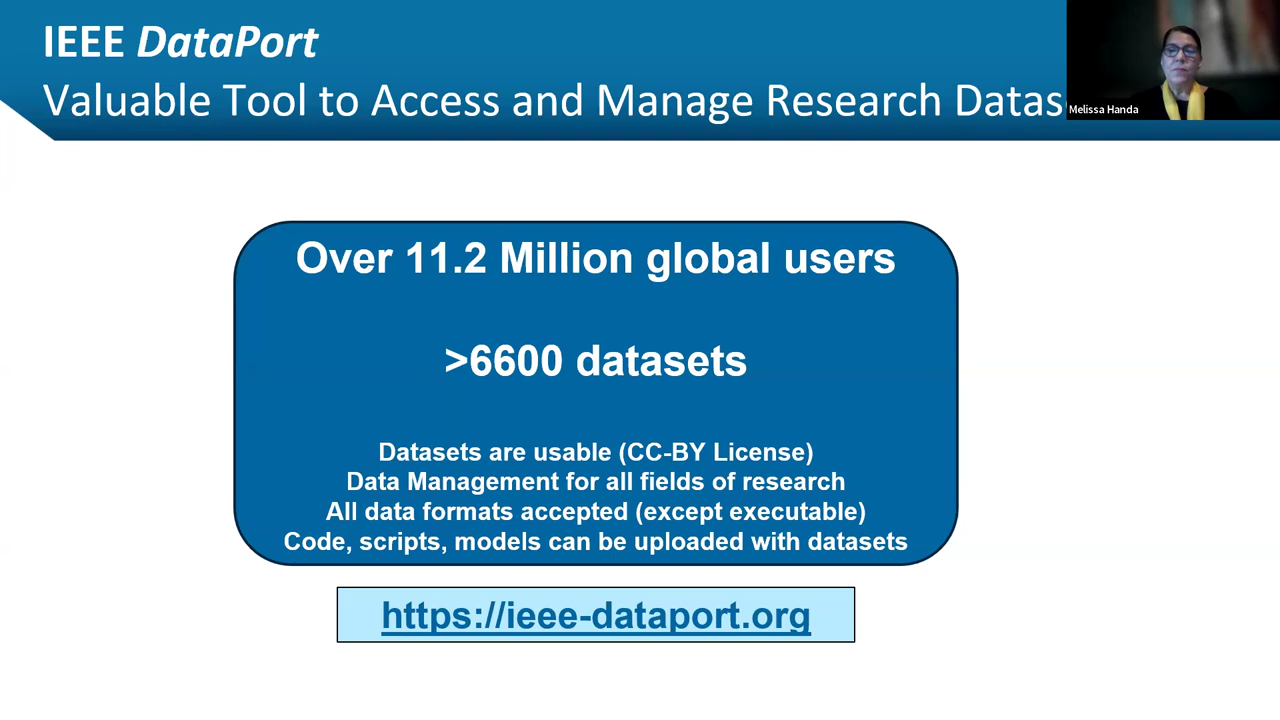 IEEE DataPort
Valuable Tool to Access and Manage Research Datas
Melissa Handa
Over 11.2 Million global users
>6600 datasets
Datasets are usable (CC-BY License)
Data Management for all fields of research
All data formats accepted (except executable)
Code, scripts, models can be uploaded with datasets
https://ieee-dataport.org